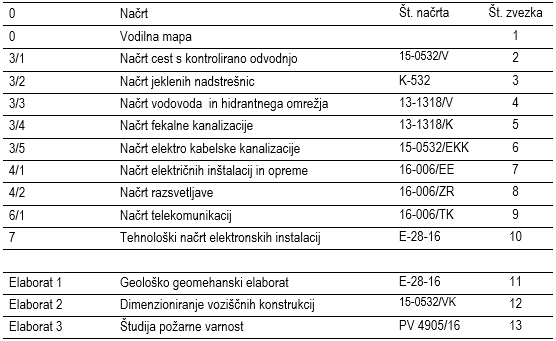 0 Načrt Št. načrta Št. zvezka
0 Vodilna mapa 1
3/1 Načrt cest s kontrolirano odvodnjo 15-0532/V 2
3/2 Načrt jeklenih nadstrešnic K-532 3
3/3 Načrt vodovoda in hidrantnega omrežja 13-1318/V 4
3/4 Načrt fekalne kanalizacije 13-1318/K 5
3/5 Načrt elektro kabelske kanalizacije 15-0532/EKK 6
4/1 Načrt električnih inštalacij in opreme 16-006/EE 7
4/2 Načrt razsvetljave 16-006/ZR 8
6/1 Načrt telekomunikacij 16-006/TK 9
7 Tehnološki načrt elektronskih instalacij E-28-16 10
Elaborat 1 Geološko geomehanski elaborat E-28-16 11
Elaborat 2 Dimenzioniranje voziščnih konstrukcij 15-0532/VK 12
Elaborat 3 Študija požarne varnost PV 4905/16 13